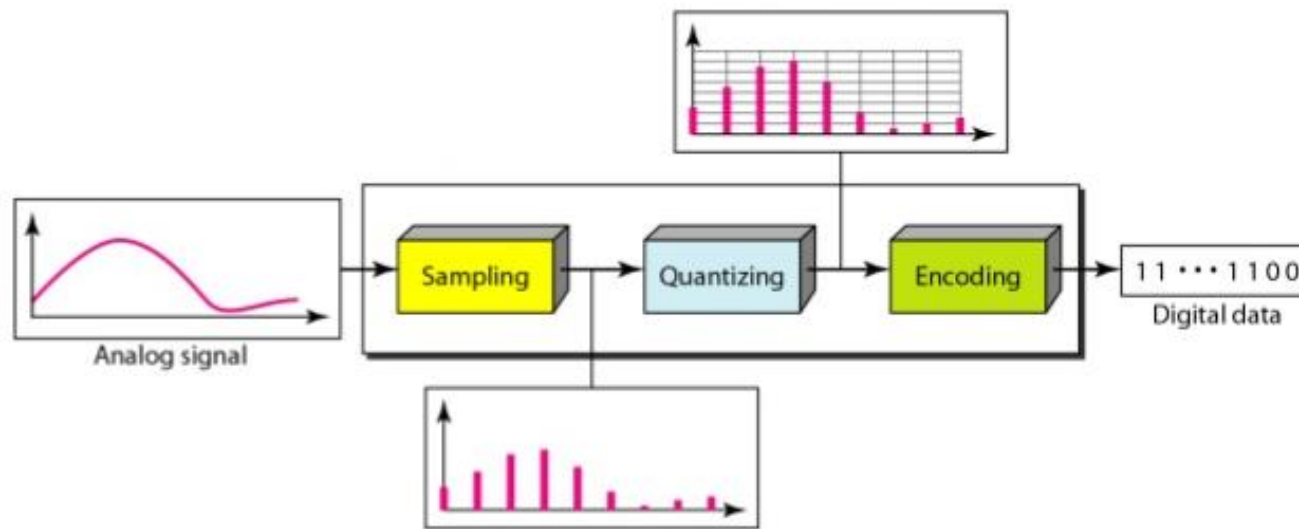 Sampling
Quantizing
Encoding
11 ··· 1100
Analog signal
Digital data